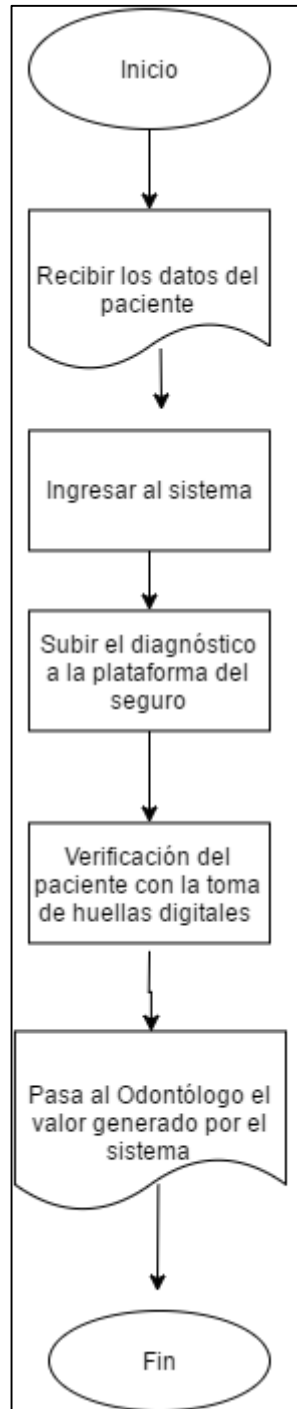 Inicio
Recibir los datos del
paciente
Ingresar al sistema
Subir el diagnóstico
a la plataforma del
seguro
Verificación del
paciente con la toma
de huellas digitales
Pasa al Odontólogo el
valor generado por el
sistema
Fin